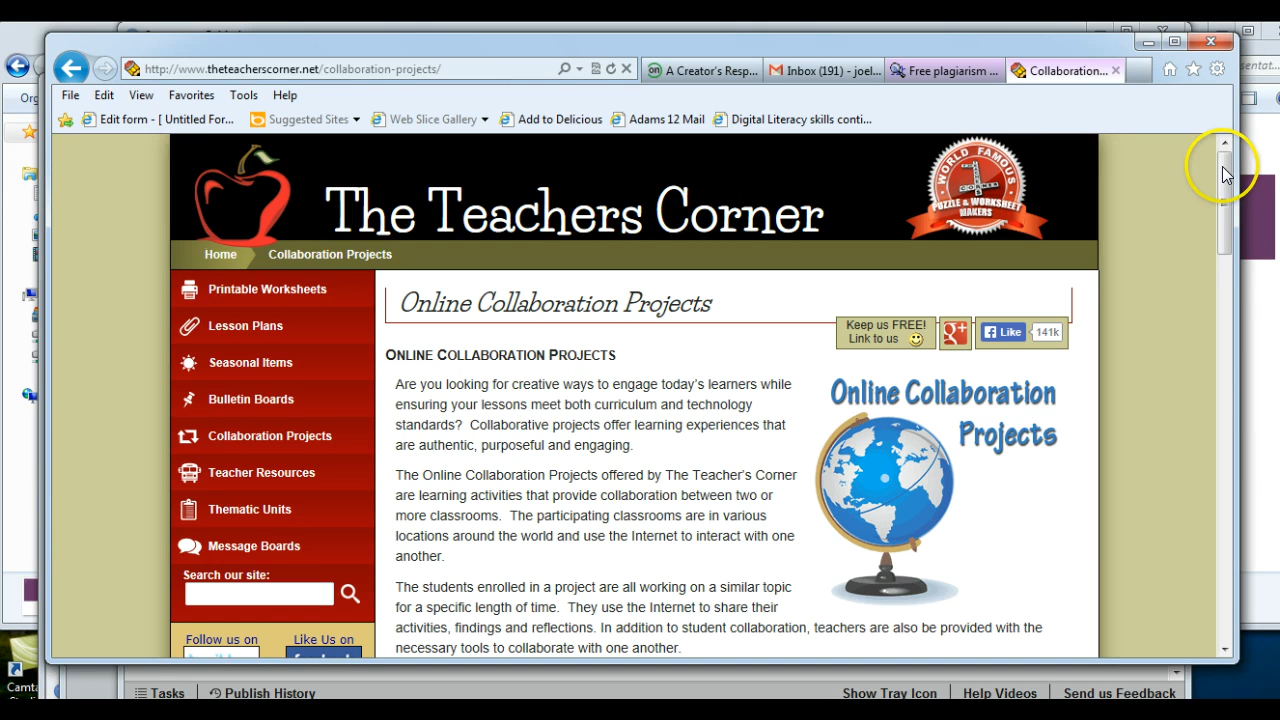 http://www.theteacherscorner.net/collaboration-projects/
A Creator's Resp...
Inbox (191) - joel...
Free plagiarism ...
Collaboration...
File Edit View Favorites Tools Help
Edit form - [ Untitled For...
Suggested Sites
Web Slice Gallery
Add to Delicious
Adams 12 Mail
Digital Literacy skills conti...
Org
The Teachers Corner
WORLD FAMOUS
PUZZLE & WORKSHEET
MAKERS
Home Collaboration Projects
Printable Worksheets
Lesson Plans
Seasonal Items
Bulletin Boards
Collaboration Projects
Teacher Resources
Thematic Units
Message Boards
Search our site:
Follow us on
Like Us on
Online Collaboration Projects
Keep us FREE!
Link to us
g+
Like 141k
ONLINE COLLABORATION PROJECTS
Are you looking for creative ways to engage today's learners while
ensuring your lessons meet both curriculum and technology
standards? Collaborative projects offer learning experiences that
are authentic, purposeful and engaging.
Online Collaboration
Projects
The Online Collaboration Projects offered by The Teacher's Corner
are learning activities that provide collaboration between two or
more classrooms. The participating classrooms are in various
locations around the world and use the Internet to interact with one
another.
The students enrolled in a project are all working on a similar topic
for a specific length of time. They use the Internet to share their
activities, findings and reflections. In addition to student collaboration, teachers are also be provided with the
necessary tools to collaborate with one another.
Camta
Tasks
Publish History
Show Tray Icon
Help Videos
Send us Feedback